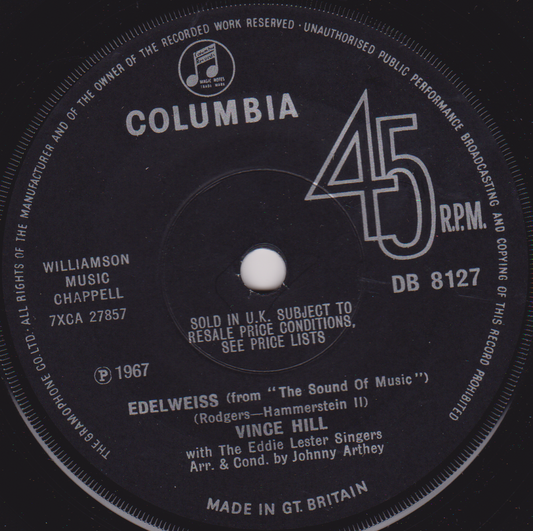 THE GRAMOPHONE CO. LTD. · ALL RIGHTS OF THE MANUFACTURER AND OF THE OWNER OF THE RECORDED WORK RESERVED · UNAUTHORISED PUBLIC PERFORMANCE BROADCASTING AND COPYING OF THIS RECORD PROHIBITED
MAGIC NOTES
TRADE MARK
COLUMBIA
45
R.P.M.
WILLIAMSON
MUSIC
CHAPPELL
7XCA 27857
DB 8127
SOLD IN U.K. SUBJECT TO
RESALE PRICE CONDITIONS,
SEE PRICE LISTS
Ⓟ 1967
EDELWEISS (from "The Sound Of Music")
(Rodgers—Hammerstein II)
VINCE HILL
with The Eddie Lester Singers
Arr. & Cond. by Johnny Arthey
MADE IN GT. BRITAIN